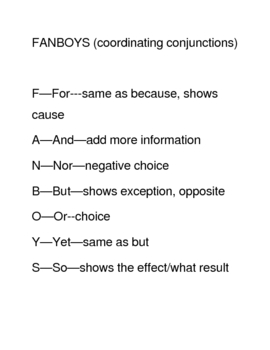 FANBOYS (coordinating conjunctions)
F—For---same as because, shows
cause
A—And—add more information
N—Nor—negative choice
B—But—shows exception, opposite
O—Or--choice
Y—Yet—same as but
S—So—shows the effect/what result